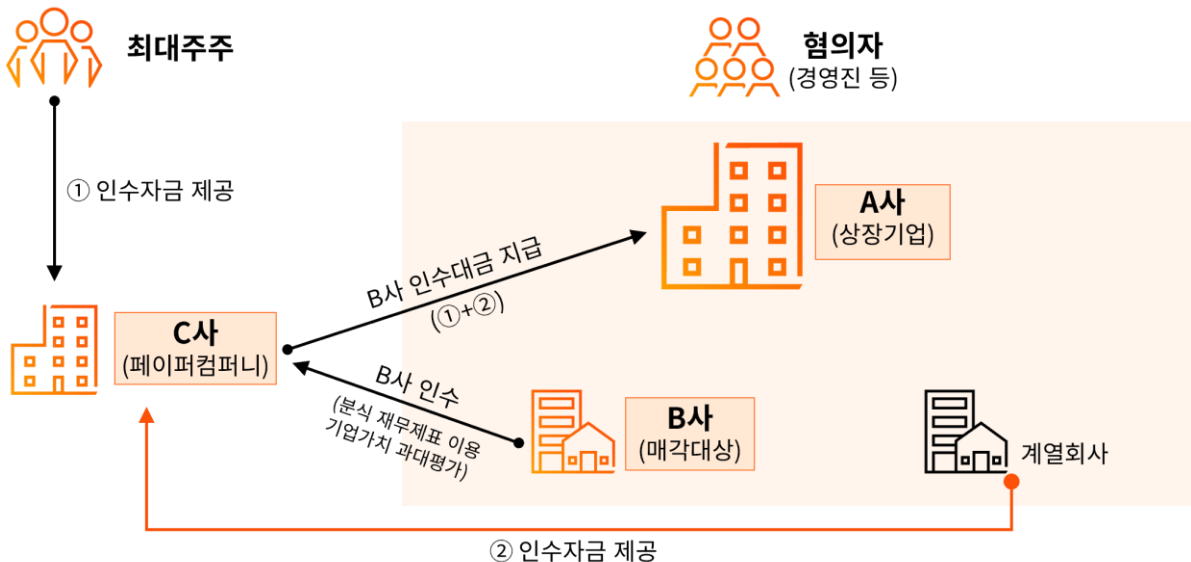 최대주주
혐의자
(경영진 등)
① 인수자금 제공
A사
(상장기업)
B사 인수대금 지급
(①+②)
C사
(페이퍼컴퍼니)
B사 인수
(분식 재무제표 이용
기업가치 과대평가)
B사
(매각대상)
계열회사
② 인수자금 제공